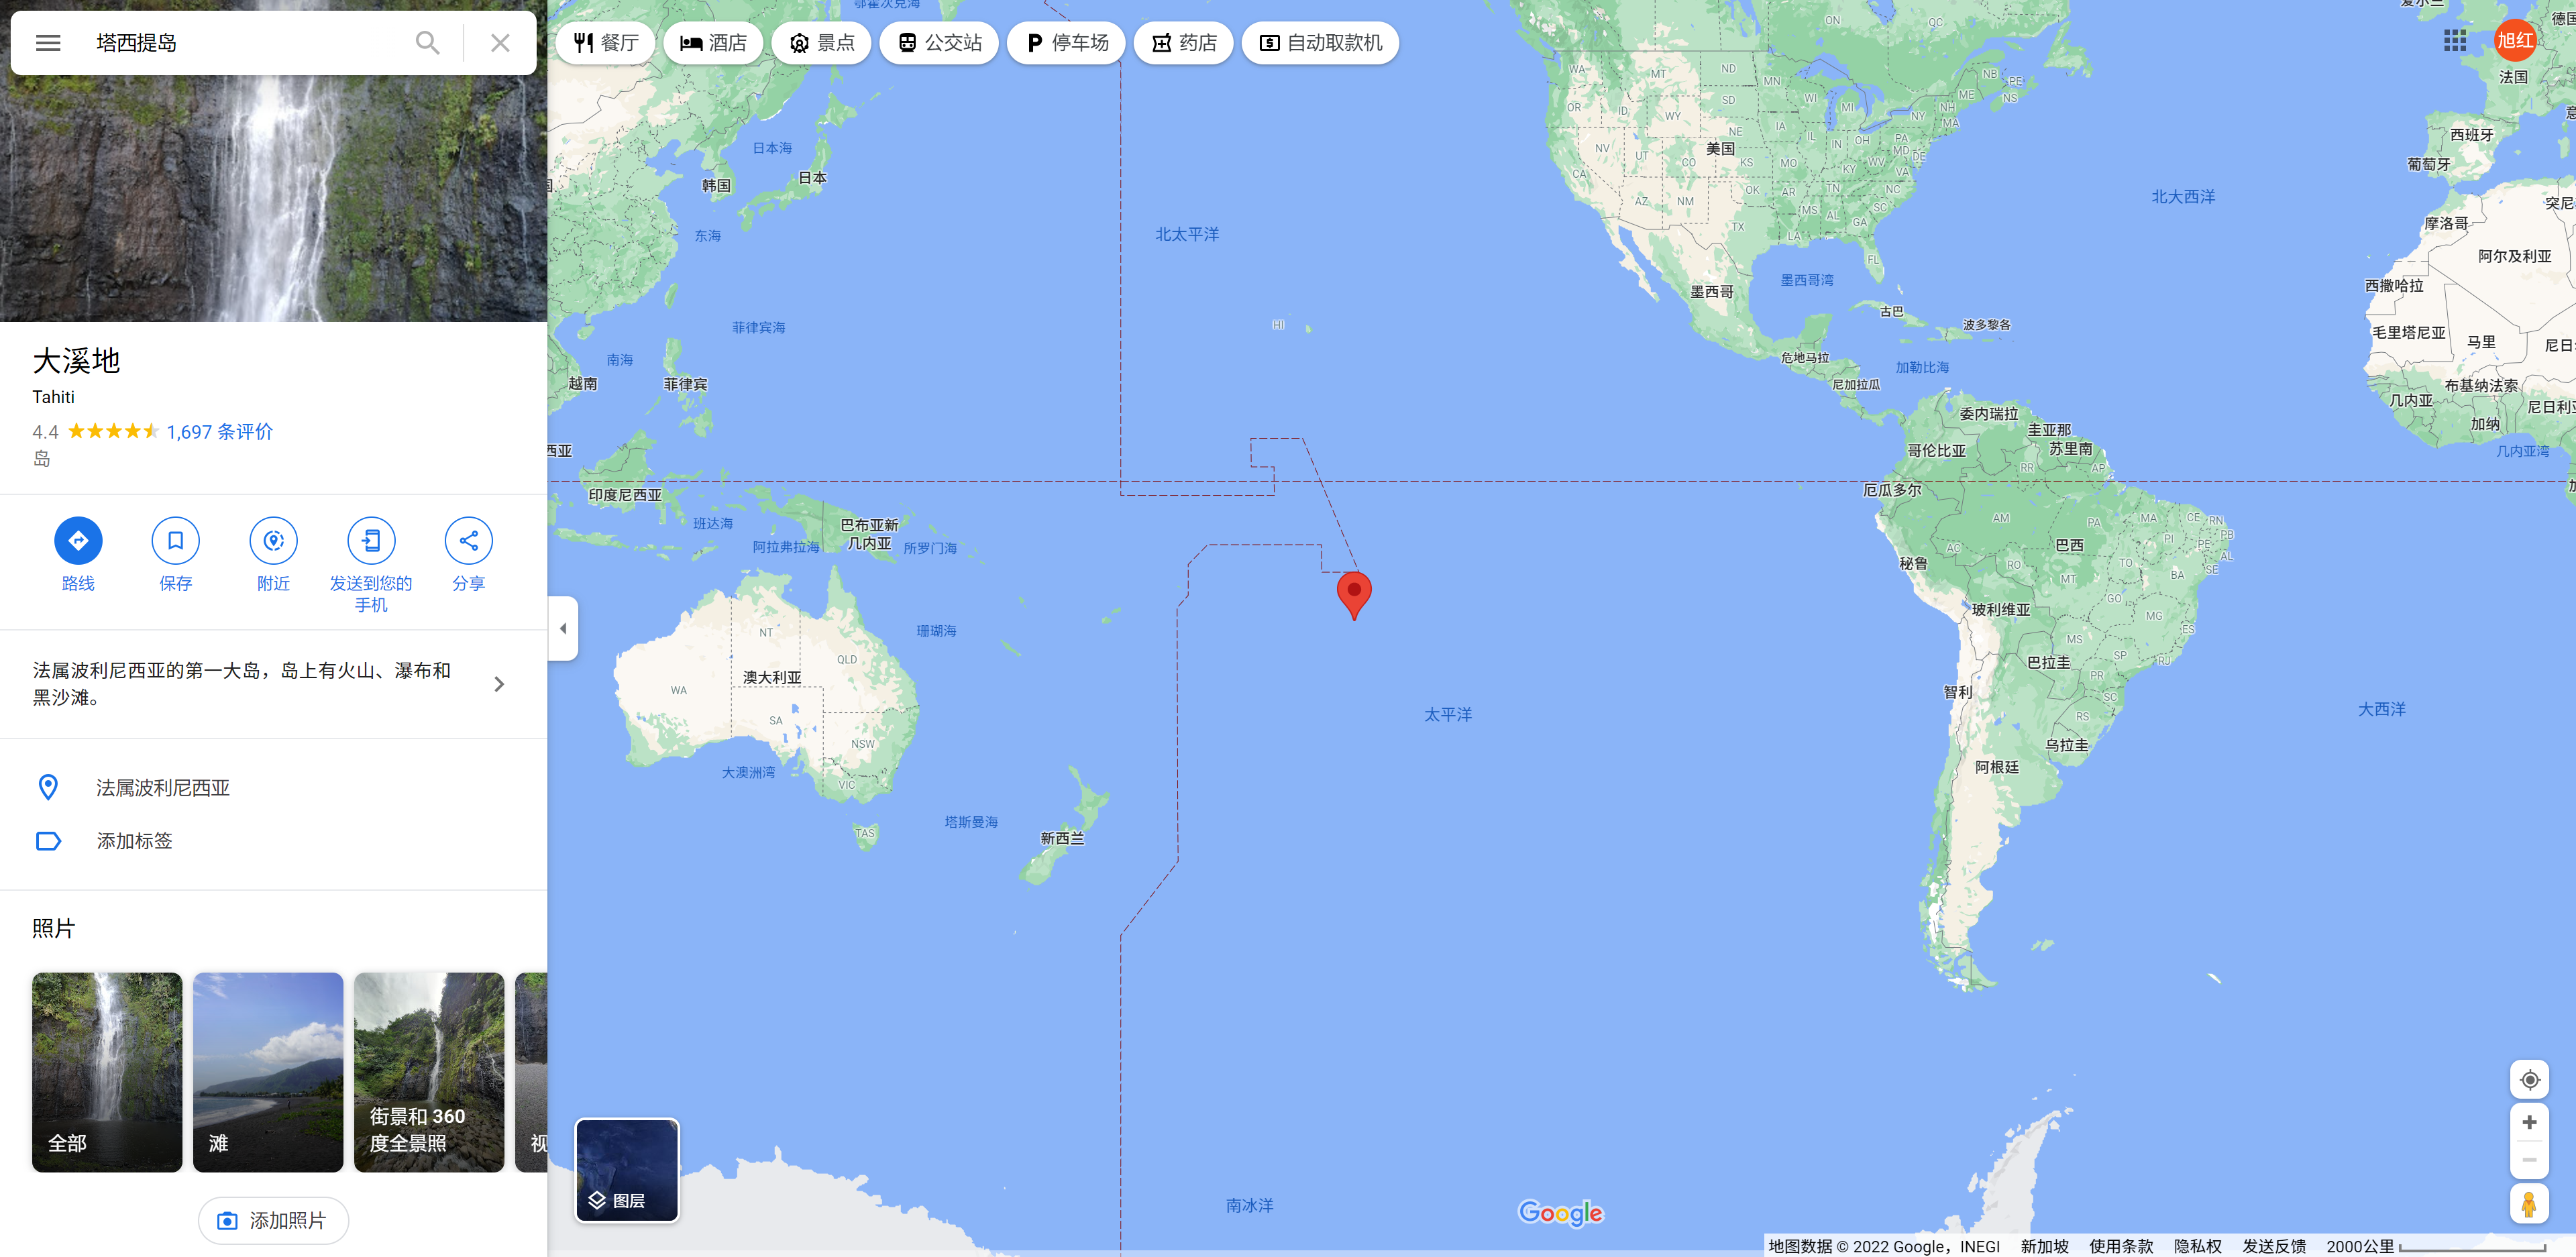 塔西提岛
大溪地
Tahiti
4.4
1,697 条评价
岛
路线
保存
附近
发送到您的
手机
分享
法属波利尼西亚的第一大岛，岛上有火山、瀑布和
黑沙滩。
法属波利尼西亚
添加标签
照片
全部
滩
街景和 360
度全景照
视
添加照片
餐厅
酒店
景点
公交站
停车场
药店
自动取款机
旭红
鄂霍次克海
日本海
韩国
日本
东海
北太平洋
菲律宾海
南海
越南
菲律宾
西亚
印度尼西亚
班达海
阿拉弗拉海
巴布亚新
几内亚
所罗门海
珊瑚海
NT
QLD
澳大利亚
WA
SA
NSW
大澳洲湾
VIC
TAS
塔斯曼海
新西兰
太平洋
南冰洋
HI
ON
QC
WA
MT
ND
MN
NB
PE
NS
OR
ID
WY
SD
WI
MI
ME
NH
NY
MA
NE
IA
IL
IN
OH
PA
MD
DE
NV
UT
CO
美国
KS
MO
KY
WV
VA
CA
AZ
NM
OK
AR
TN
NC
MS
AL
GA
SC
TX
LA
FL
墨西哥
墨西哥湾
古巴
波多黎各
危地马拉
加勒比海
尼加拉瓜
委内瑞拉
圭亚那
哥伦比亚
苏里南
厄瓜多尔
RR
AP
AM
PA
MA
CE
RN
PB
PI
PE
AL
SE
巴西
AC
秘鲁
RO
TO
MT
BA
GO
玻利维亚
MG
ES
MS
SP
RJ
巴拉圭
PR
智利
SC
RS
乌拉圭
阿根廷
北大西洋
大西洋
法国
西班牙
葡萄牙
摩洛哥
突尼
阿尔及利亚
西撒哈拉
毛里塔尼亚
马里
尼日
布基纳法索
几内亚
尼日利亚
加纳
几内亚湾
图层
Google
地图数据 © 2022 Google，INEGI 新加坡 使用条款 隐私权 发送反馈 2000公里